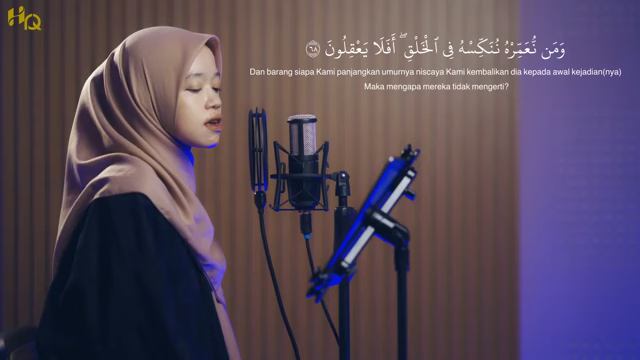 HQ
وَمَن نُّعَمِّرْهُ نُنَكِّسْهُ فِى ٱلْخَلْقِ ۖ أَفَلَا يَعْقِلُونَ ۝٦٨
Dan barang siapa Kami panjangkan umurnya niscaya Kami kembalikan dia kepada awal kejadian(nya)
Maka mengapa mereka tidak mengerti?